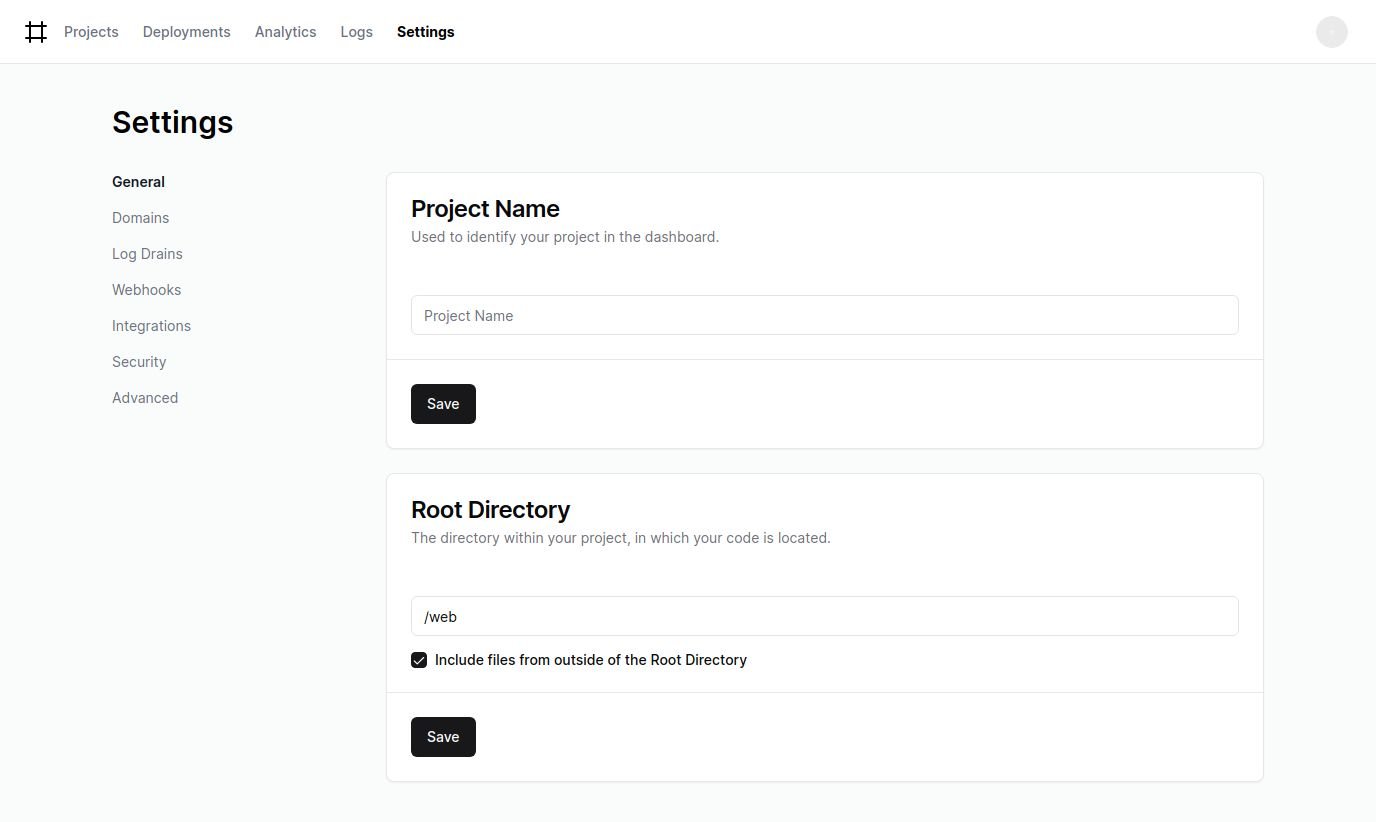 Projects Deployments Analytics Logs Settings
Settings
General
Domains
Log Drains
Webhooks
Integrations
Security
Advanced
Project Name
Used to identify your project in the dashboard.
Project Name
Save
Root Directory
The directory within your project, in which your code is located.
/web
Include files from outside of the Root Directory
Save